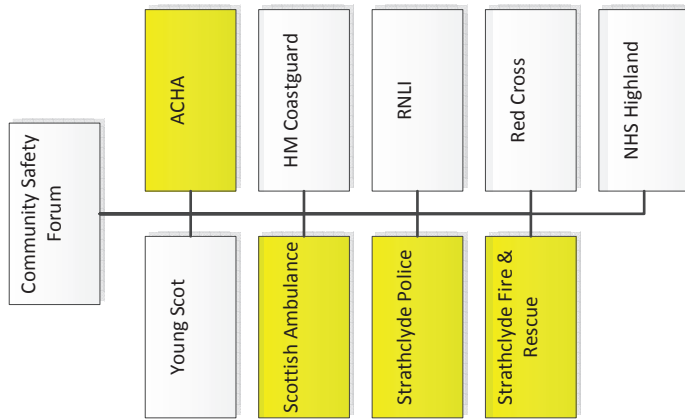 Community Safety
Forum
Young Scot
ACHA
Scottish Ambulance
HM Coastguard
Strathclyde Police
RNLI
Strathclyde Fire &
Rescue
Red Cross
NHS Highland